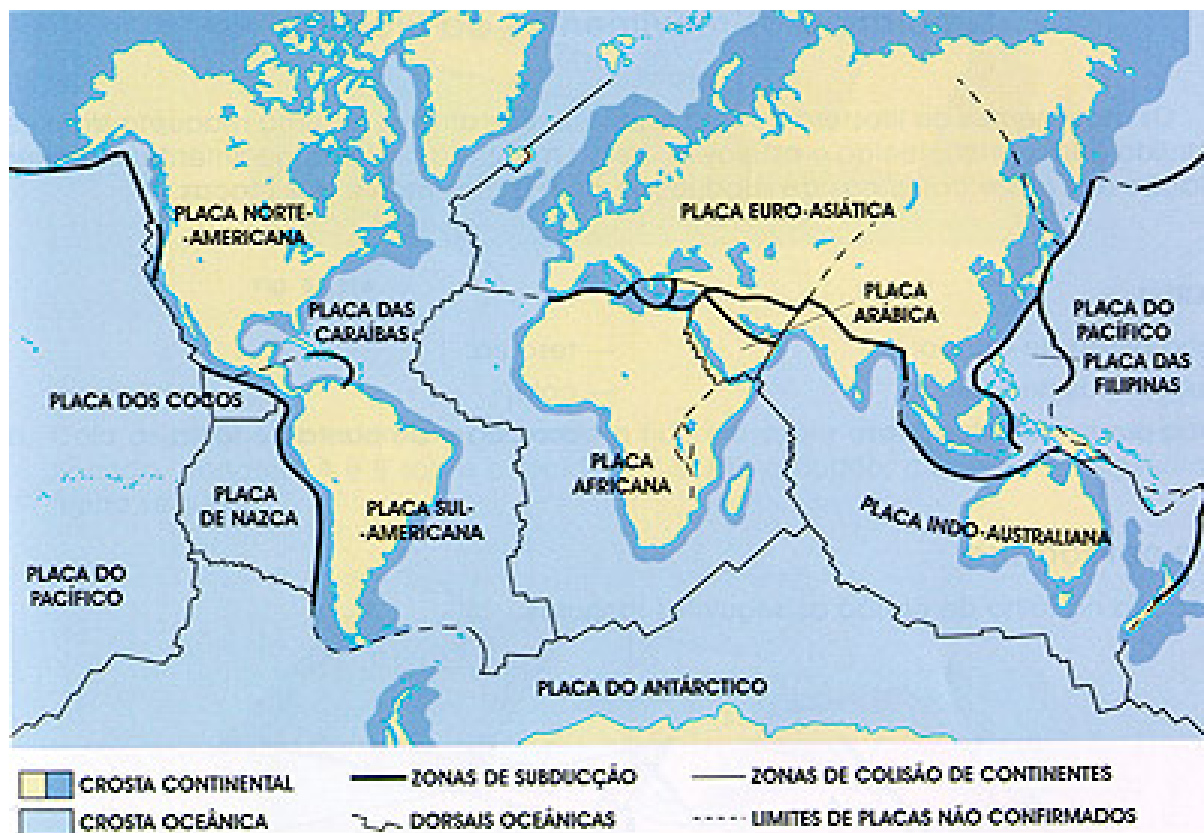 PLACA NORTE-
-AMERICANA
PLACA EURO-ASIÁTICA
PLACA DAS
CARAÍBAS
PLACA
ARÁBICA
PLACA DO
PACÍFICO
PLACA DAS
FILIPINAS
PLACA DOS COCOS
PLACA
DE NAZCA
PLACA SUL-
-AMERICANA
PLACA
AFRICANA
PLACA INDO-AUSTRALIANA
PLACA DO
PACÍFICO
PLACA DO ANTÁRCTICO
CROSTA CONTINENTAL
ZONAS DE SUBDUCÇÃO
ZONAS DE COLISÃO DE CONTINENTES
CROSTA OCEÂNICA
DORSAIS OCEÂNICAS
LIMITES DE PLACAS NÃO CONFIRMADOS